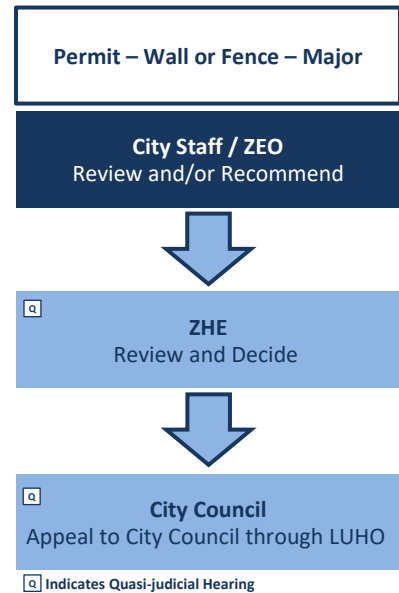 Permit – Wall or Fence – Major
City Staff / ZEO
Review and/or Recommend
Q
ZHE
Review and Decide
Q
City Council
Appeal to City Council through LUHO
Q Indicates Quasi-judicial Hearing